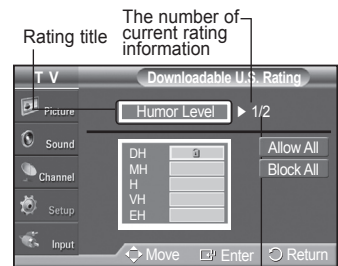 The number of
current rating
information
Rating title
T V
Downloadable U.S. Rating
Picture
Humor Level ▶ 1/2
Sound
DH
Allow All
MH
Block All
Channel
H
VH
Setup
EH
Input
Move Enter Return